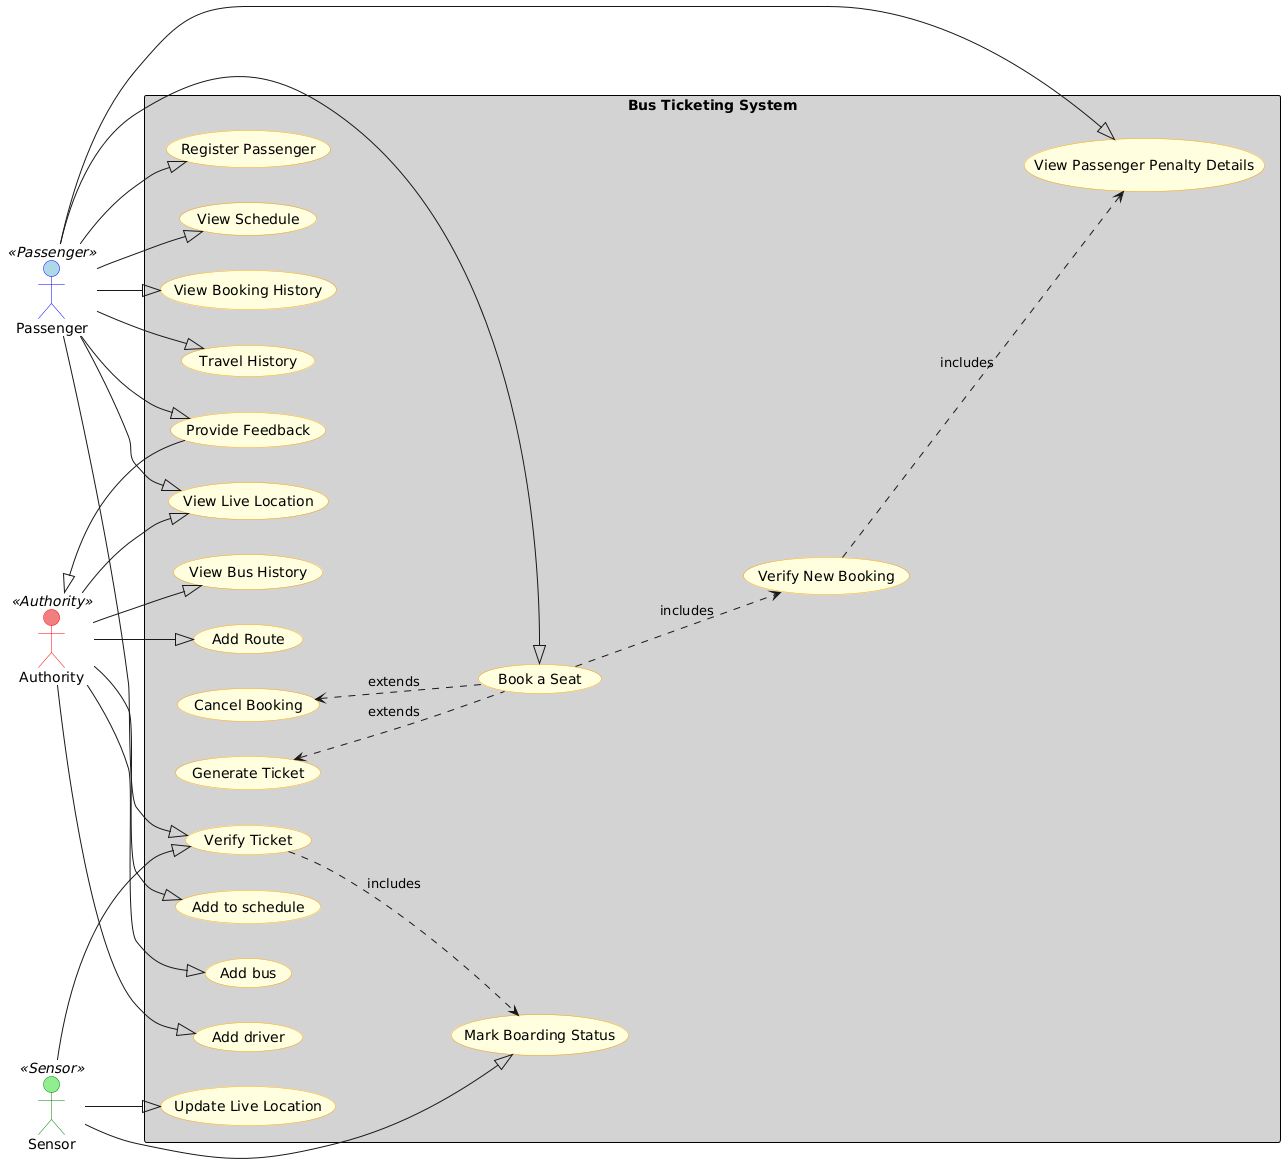 Bus Ticketing System
Register Passenger
View Passenger Penalty Details
View Schedule
«Passenger»
View Booking History
Passenger
Travel History
includes
Provide Feedback
View Live Location
View Bus History
Verify New Booking
«Authority»
includes
Add Route
Authority
Book a Seat
extends
Cancel Booking
extends
Generate Ticket
Verify Ticket
includes
Add to schedule
Add bus
Add driver
Mark Boarding Status
«Sensor»
Update Live Location
Sensor